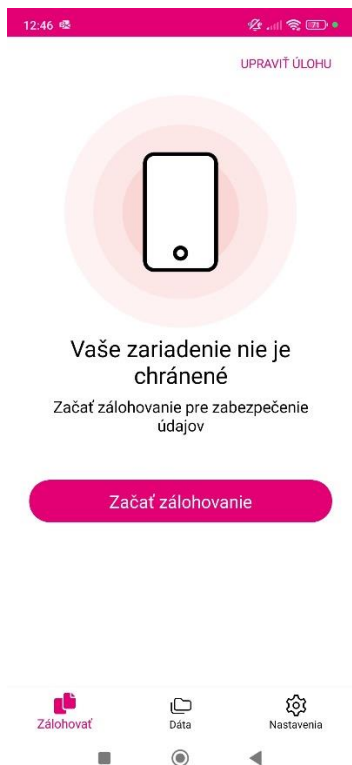 12:46
71
UPRAVIŤ ÚLOHU
Vaše zariadenie nie je
chránené
Začať zálohovanie pre zabezpečenie
údajov
Začať zálohovanie
Zálohovať
Dáta
Nastavenia